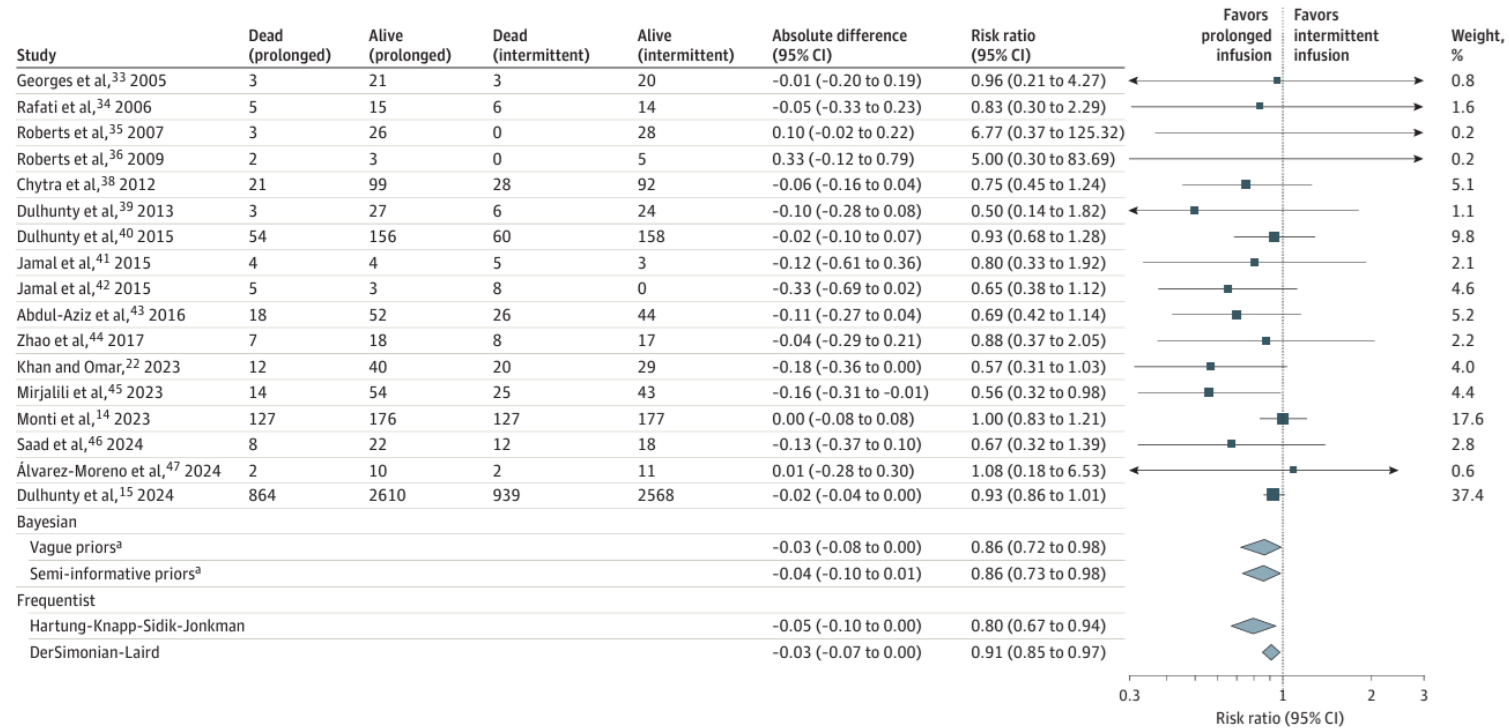 Study Dead (prolonged) Alive (prolonged) Dead (intermittent) Alive (intermittent) Absolute difference (95% CI) Risk ratio (95% CI) Favors prolonged infusion Favors intermittent infusion Weight, %
Georges et al,33 2005 3 21 3 20 -0.01 (-0.20 to 0.19) 0.96 (0.21 to 4.27) 0.8
Rafati et al,34 2006 5 15 6 14 -0.05 (-0.33 to 0.23) 0.83 (0.30 to 2.29) 1.6
Roberts et al,35 2007 3 26 0 28 0.10 (-0.02 to 0.22) 6.77 (0.37 to 125.32) 0.2
Roberts et al,36 2009 2 3 0 5 0.33 (-0.12 to 0.79) 5.00 (0.30 to 83.69) 0.2
Chytra et al,38 2012 21 99 28 92 -0.06 (-0.16 to 0.04) 0.75 (0.45 to 1.24) 5.1
Dulhunty et al,39 2013 3 27 6 24 -0.10 (-0.28 to 0.08) 0.50 (0.14 to 1.82) 1.1
Dulhunty et al,40 2015 54 156 60 158 -0.02 (-0.10 to 0.07) 0.93 (0.68 to 1.28) 9.8
Jamal et al,41 2015 4 4 5 3 -0.12 (-0.61 to 0.36) 0.80 (0.33 to 1.92) 2.1
Jamal et al,42 2015 5 3 8 0 -0.33 (-0.69 to 0.02) 0.65 (0.38 to 1.12) 4.6
Abdul-Aziz et al,43 2016 18 52 26 44 -0.11 (-0.27 to 0.04) 0.69 (0.42 to 1.14) 5.2
Zhao et al,44 2017 7 18 8 17 -0.04 (-0.29 to 0.21) 0.88 (0.37 to 2.05) 2.2
Khan and Omar,22 2023 12 40 20 29 -0.18 (-0.36 to 0.00) 0.57 (0.31 to 1.03) 4.0
Mirjalili et al,45 2023 14 54 25 43 -0.16 (-0.31 to -0.01) 0.56 (0.32 to 0.98) 4.4
Monti et al,14 2023 127 176 127 177 0.00 (-0.08 to 0.08) 1.00 (0.83 to 1.21) 17.6
Saad et al,46 2024 8 22 12 18 -0.13 (-0.37 to 0.10) 0.67 (0.32 to 1.39) 2.8
Álvarez-Moreno et al,47 2024 2 10 2 11 0.01 (-0.28 to 0.30) 1.08 (0.18 to 6.53) 0.6
Dulhunty et al,15 2024 864 2610 939 2568 -0.02 (-0.04 to 0.00) 0.93 (0.86 to 1.01) 37.4
Bayesian
Vague priorsa -0.03 (-0.08 to 0.00) 0.86 (0.72 to 0.98)
Semi-informative priorsa -0.04 (-0.10 to 0.01) 0.86 (0.73 to 0.98)
Frequentist
Hartung-Knapp-Sidik-Jonkman -0.05 (-0.10 to 0.00) 0.80 (0.67 to 0.94)
DerSimonian-Laird -0.03 (-0.07 to 0.00) 0.91 (0.85 to 0.97)
0.3 1 2 3
Risk ratio (95% CI)